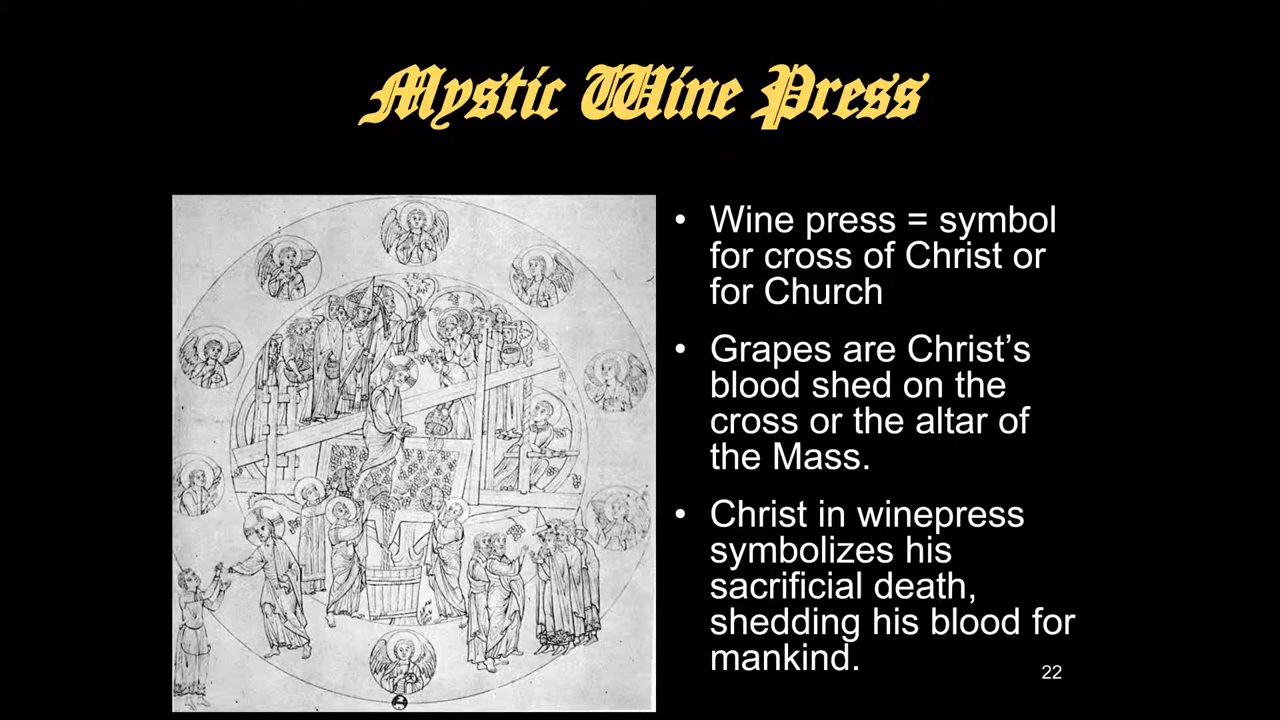 Mystic Wine Press
• Wine press = symbol
for cross of Christ or
for Church
• Grapes are Christ’s
blood shed on the
cross or the altar of
the Mass.
• Christ in winepress
symbolizes his
sacrificial death,
shedding his blood for
mankind.
22